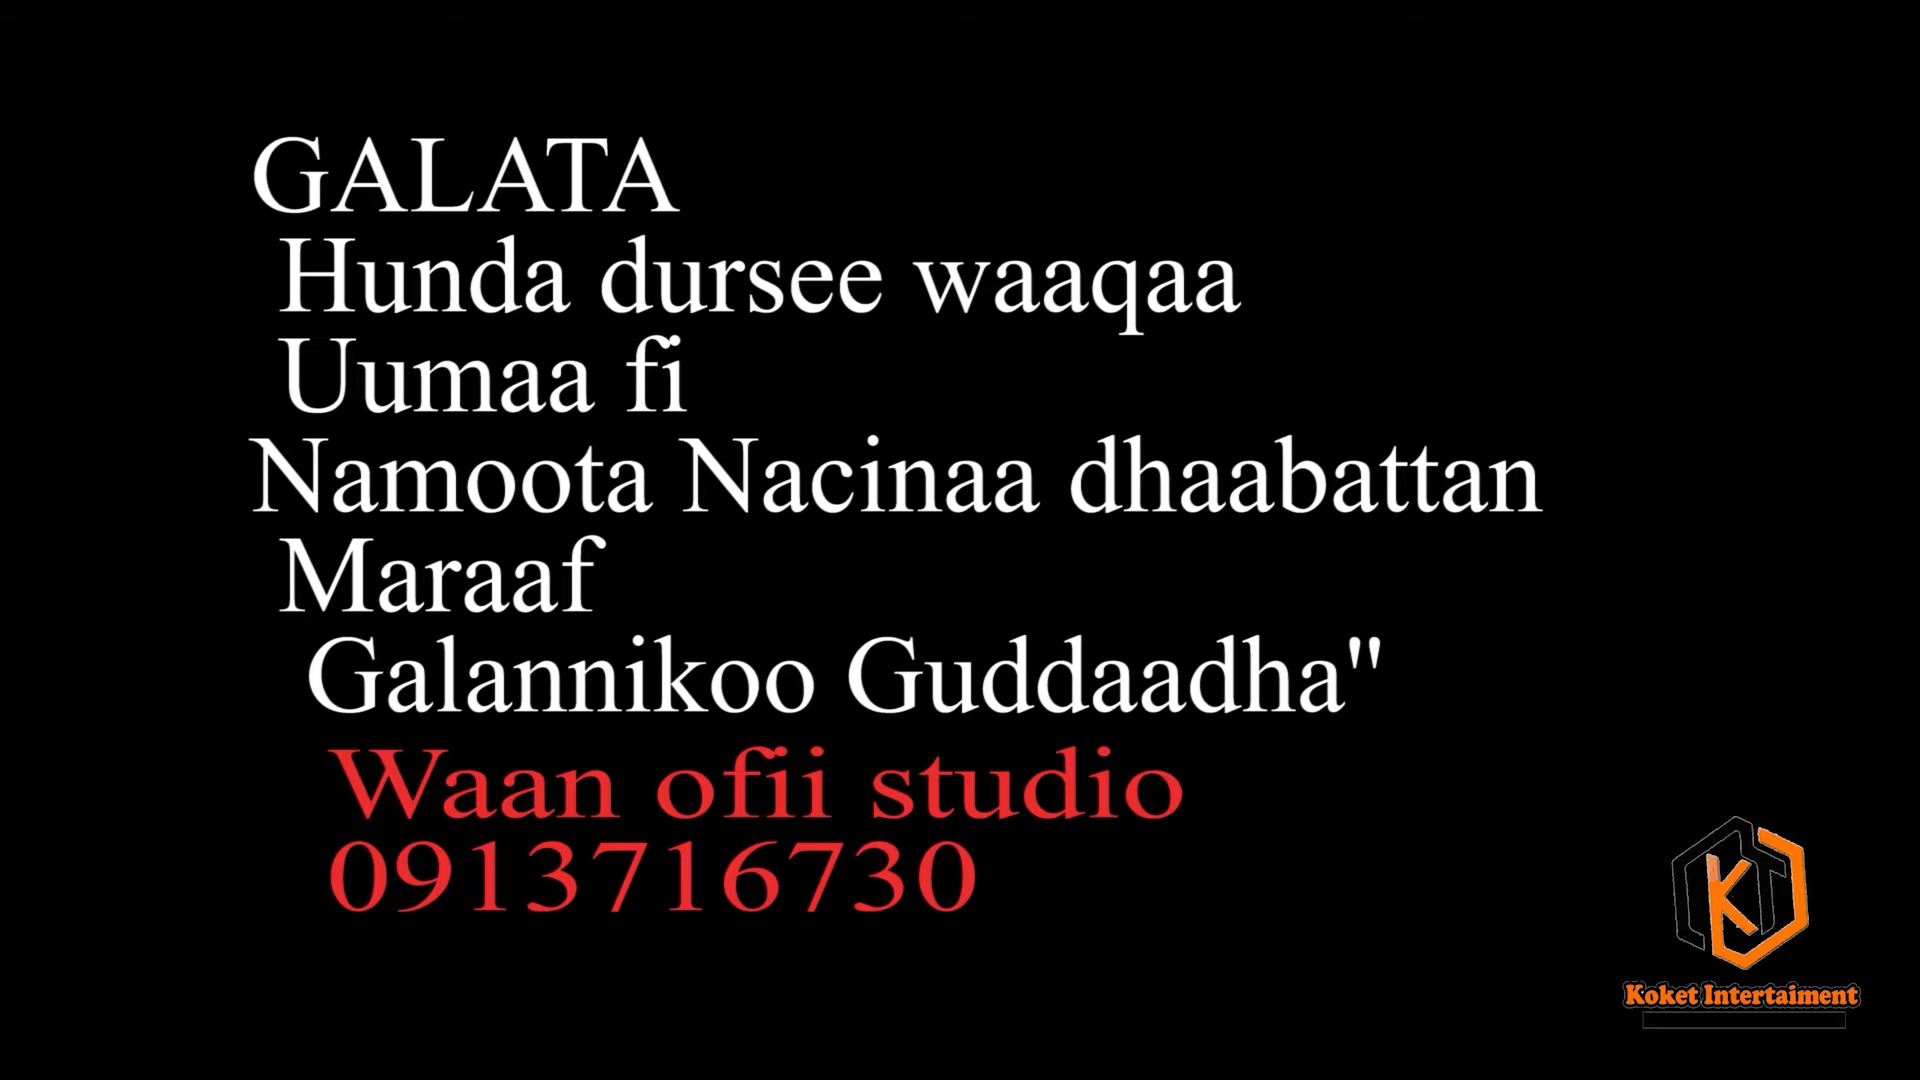 GALATA
Hunda dursee waaqaa
Uumaa fi
Namoota Nacinaa dhaabattan
Maraaf
Galannikoo Guddaadha"
Waan ofii studio
0913716730
Koket Intertaiment